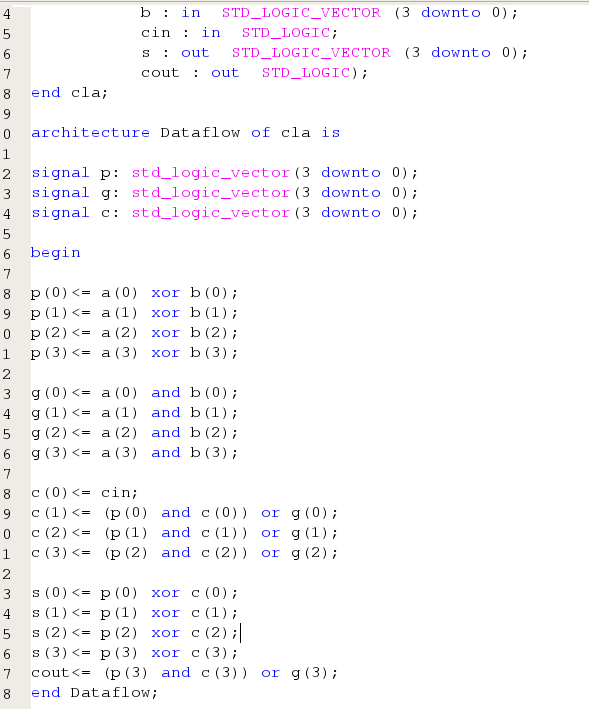 4 b : in STD_LOGIC_VECTOR (3 downto 0);
5 cin : in STD_LOGIC;
6 s : out STD_LOGIC_VECTOR (3 downto 0);
7 cout : out STD_LOGIC);
8 end cla;
9
0 architecture Dataflow of cla is
1
2 signal p: std_logic_vector(3 downto 0);
3 signal g: std_logic_vector(3 downto 0);
4 signal c: std_logic_vector(3 downto 0);
5
6 begin
7
8 p(0)<= a(0) xor b(0);
9 p(1)<= a(1) xor b(1);
0 p(2)<= a(2) xor b(2);
1 p(3)<= a(3) xor b(3);
2
3 g(0)<= a(0) and b(0);
4 g(1)<= a(1) and b(1);
5 g(2)<= a(2) and b(2);
6 g(3)<= a(3) and b(3);
7
8 c(0)<= cin;
9 c(1)<= (p(0) and c(0)) or g(0);
0 c(2)<= (p(1) and c(1)) or g(1);
1 c(3)<= (p(2) and c(2)) or g(2);
2
3 s(0)<= p(0) xor c(0);
4 s(1)<= p(1) xor c(1);
5 s(2)<= p(2) xor c(2);
6 s(3)<= p(3) xor c(3);
7 cout<= (p(3) and c(3)) or g(3);
8 end Dataflow;